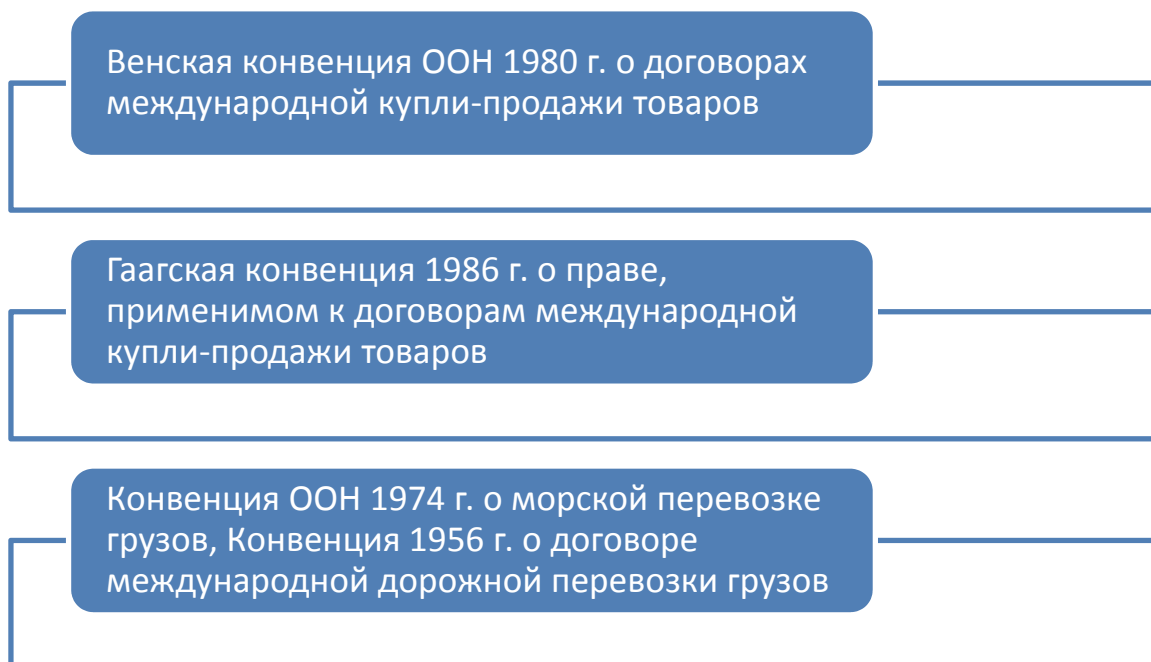 Венская конвенция ООН 1980 г. о договорах
международной купли-продажи товаров
Гаагская конвенция 1986 г. о праве,
применимом к договорам международной
купли-продажи товаров
Конвенция ООН 1974 г. о морской перевозке
грузов, Конвенция 1956 г. о договоре
международной дорожной перевозки грузов